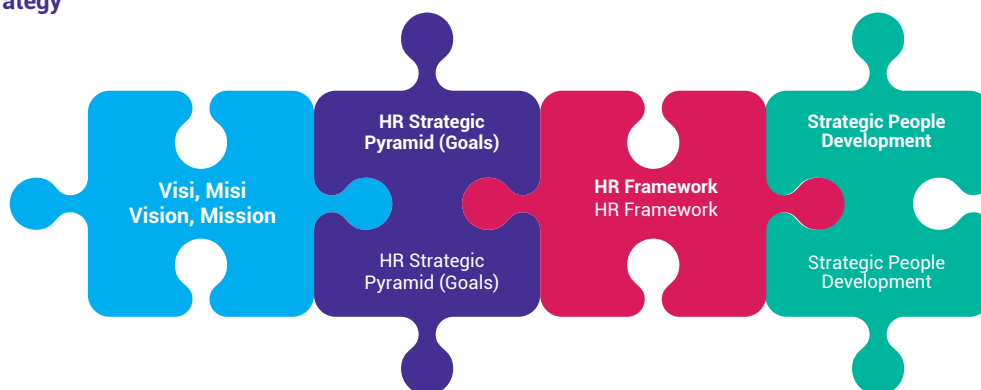 ategy
Visi, Misi
Vision, Mission
HR Strategic
Pyramid (Goals)
HR Strategic
Pyramid (Goals)
HR Framework
HR Framework
Strategic People
Development
Strategic People
Development